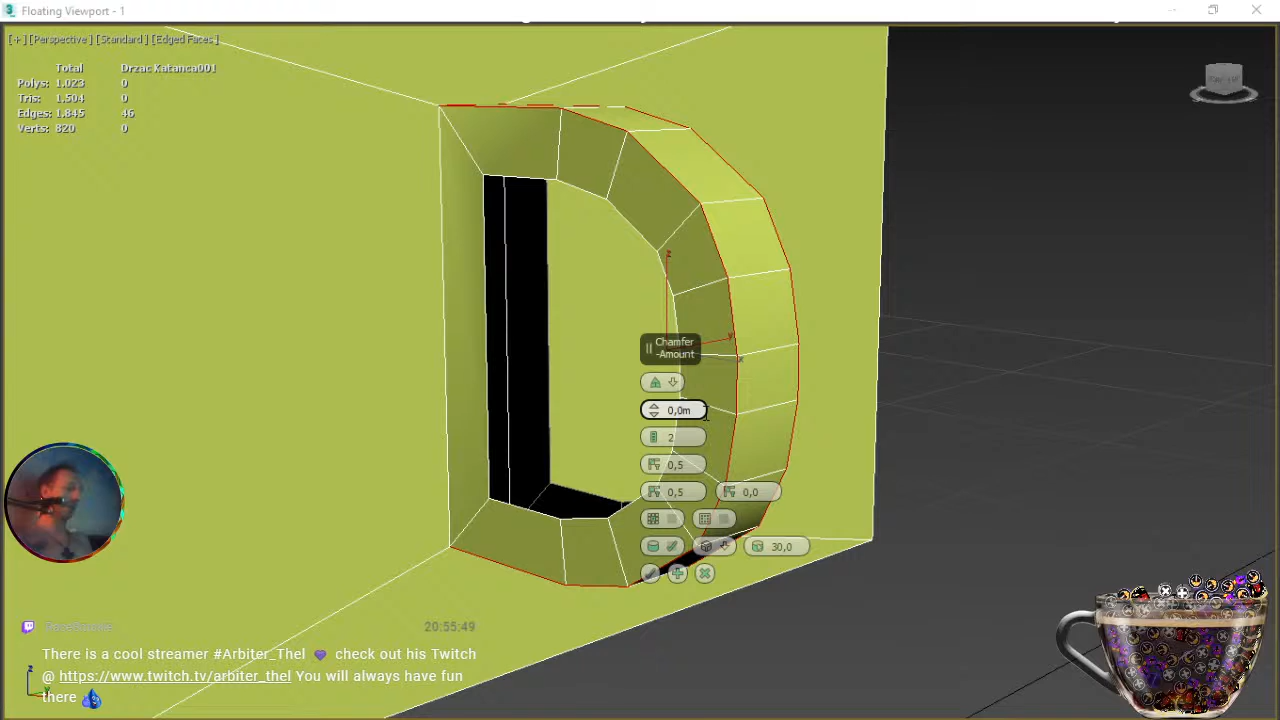 Floating Viewport - 1
[+] [Perspective] [Standard] [Edged Faces]
Total Drzac Katanca001
Polys: 1.023 0
Tris: 1.504 0
Edges: 1.845 46
Verts: 820 0
z
y
x
Chamfer
-Amount
0,0m
2
0,5
0,5 0,0
30,0
20:55:49
There is a cool streamer #Arbiter_Thel 💜 check out his Twitch
@ https://www.twitch.tv/arbiter_thel You will always have fun
there
z